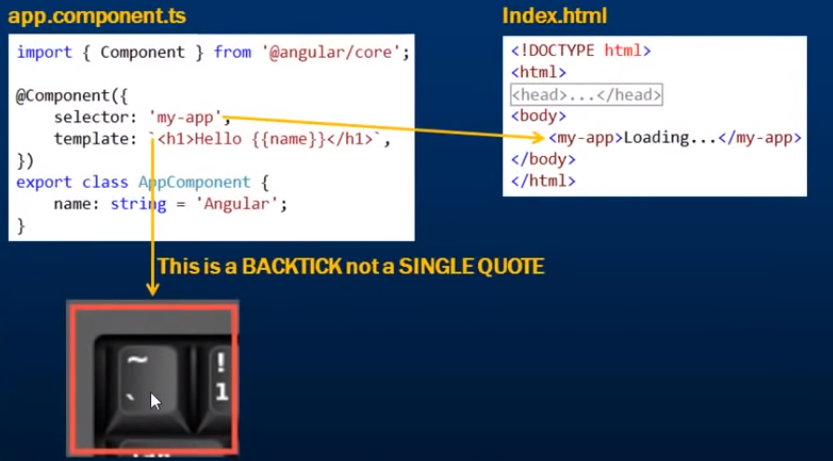 app.component.ts
import { Component } from '@angular/core';
@Component({
selector: 'my-app',
template: `<h1>Hello {{name}}</h1>`,
})
export class AppComponent {
name: string = 'Angular';
}
Index.html
<!DOCTYPE html>
<html>
<head>...</head>
<body>
<my-app>Loading...</my-app>
</body>
</html>
This is a BACKTICK not a SINGLE QUOTE
~ !
` 1